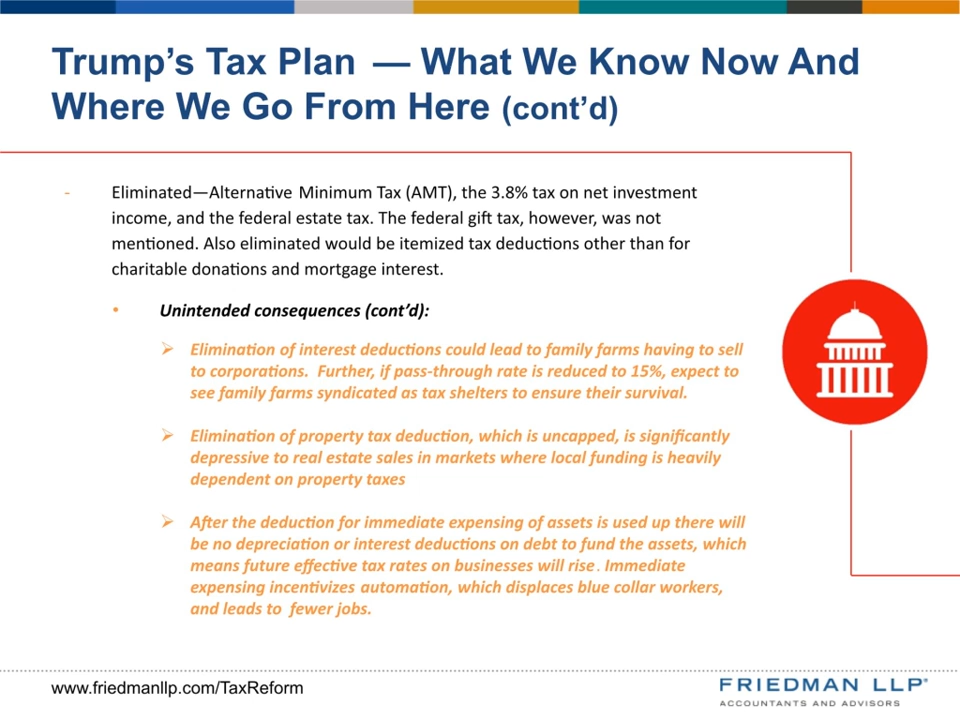 Trump’s Tax Plan — What We Know Now And
Where We Go From Here (cont’d)
- Eliminated—Alternative Minimum Tax (AMT), the 3.8% tax on net investment
income, and the federal estate tax. The federal gift tax, however, was not
mentioned. Also eliminated would be itemized tax deductions other than for
charitable donations and mortgage interest.
• Unintended consequences (cont’d):
➢ Elimination of interest deductions could lead to family farms having to sell
to corporations. Further, if pass-through rate is reduced to 15%, expect to
see family farms syndicated as tax shelters to ensure their survival.
➢ Elimination of property tax deduction, which is uncapped, is significantly
depressive to real estate sales in markets where local funding is heavily
dependent on property taxes
➢ After the deduction for immediate expensing of assets is used up there will
be no depreciation or interest deductions on debt to fund the assets, which
means future effective tax rates on businesses will rise. Immediate
expensing incentivizes automation, which displaces blue collar workers,
and leads to fewer jobs.
www.friedmanllp.com/TaxReform
FRIEDMAN LLP®
ACCOUNTANTS AND ADVISORS